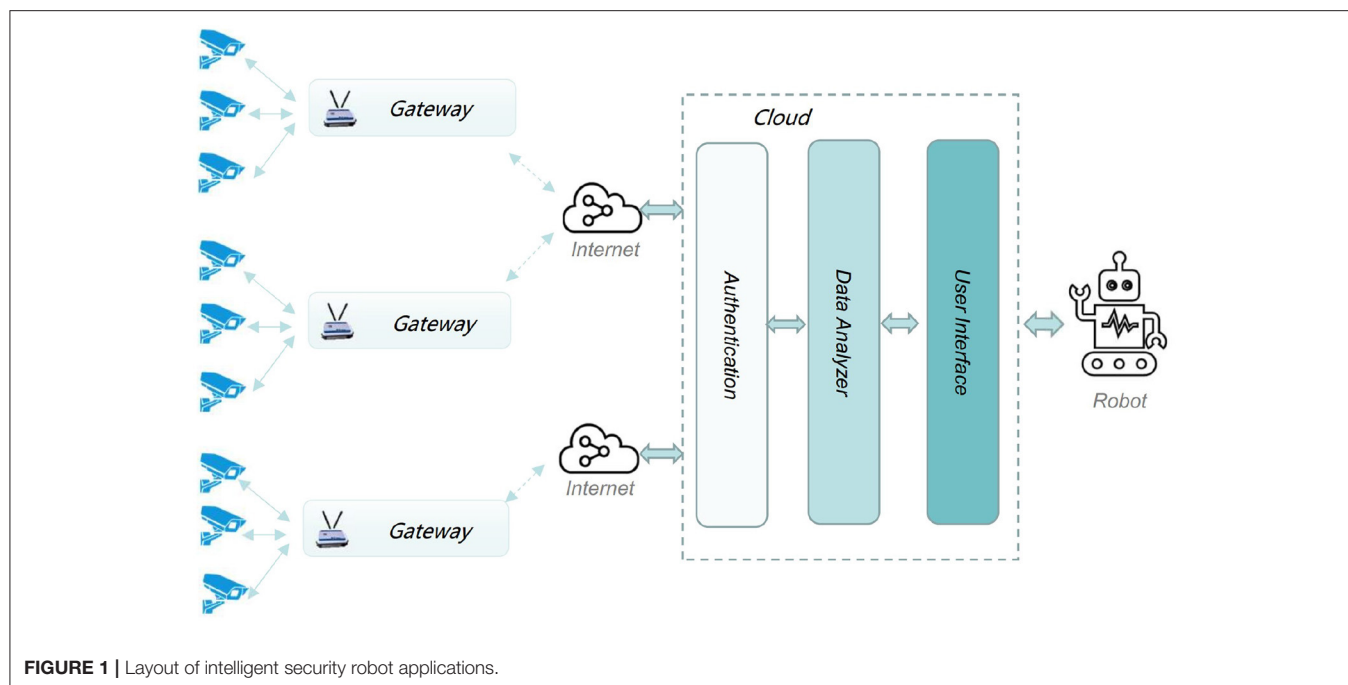 Gateway
Cloud
Internet
Gateway
Authentication
Data Analyzer
User Interface
Robot
Internet
Gateway
FIGURE 1 | Layout of intelligent security robot applications.